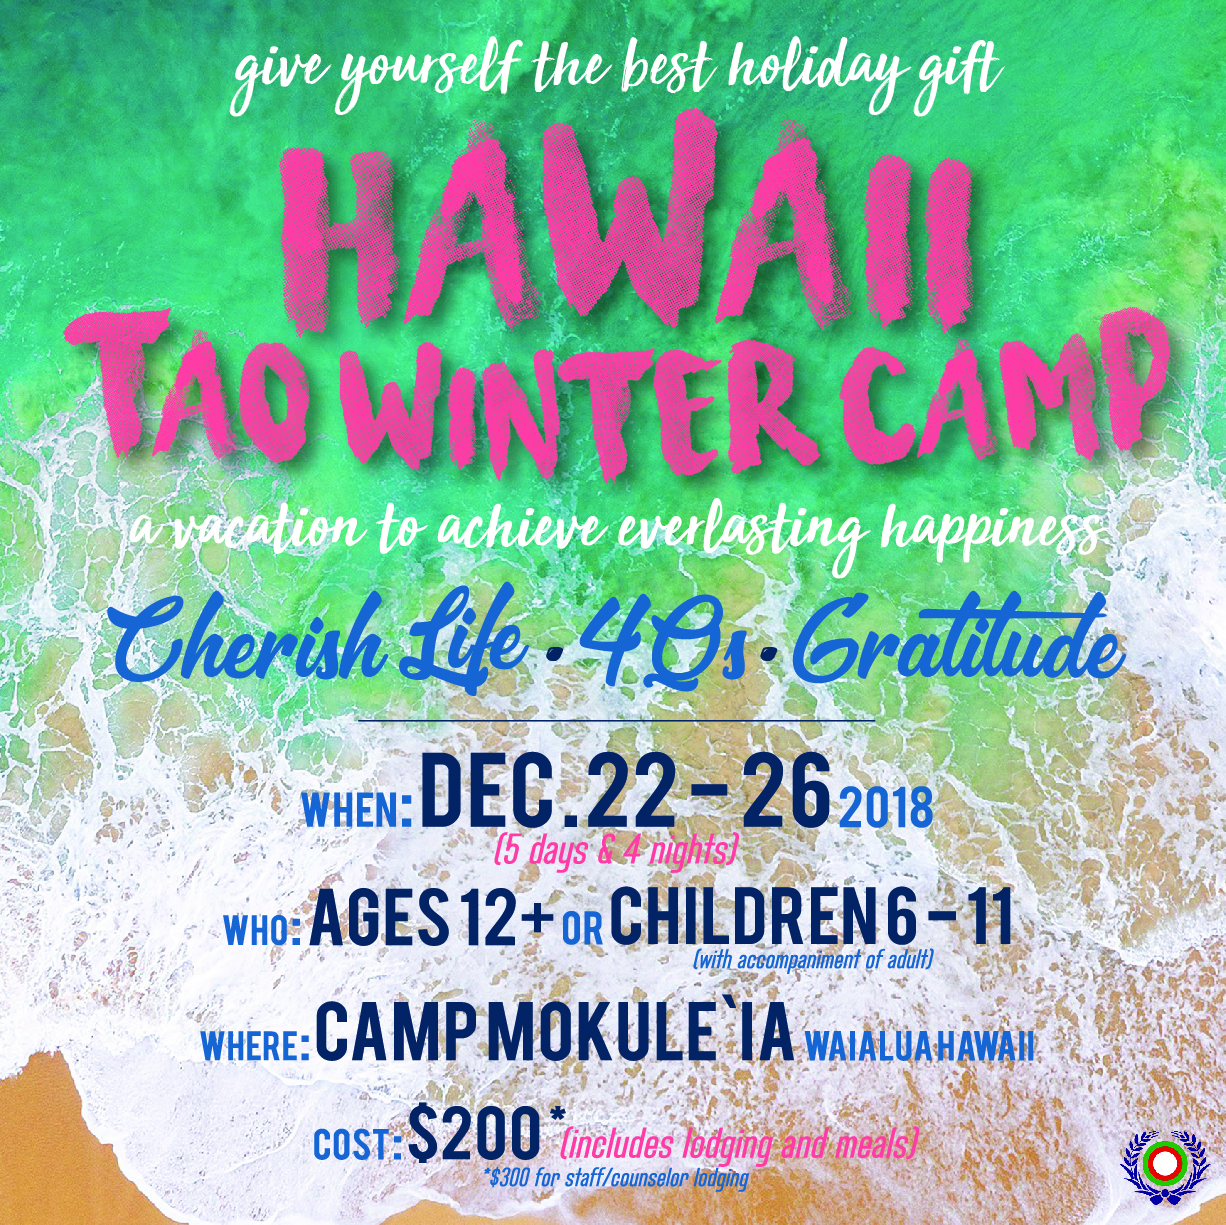 give yourself the best holiday gift
HAWAII
TAO WINTER CAMP
a vacation to achieve everlasting happiness
Cherish Life • 4Qs • Gratitude
WHEN: DEC. 22 - 26 2018
(5 days & 4 nights)
WHO: AGES 12+ OR CHILDREN 6 - 11
(with accompaniment of adult)
WHERE: CAMP MOKULE`IA WAIALUA HAWAII
COST: $200* (includes lodging and meals)
*$300 for staff/counselor lodging